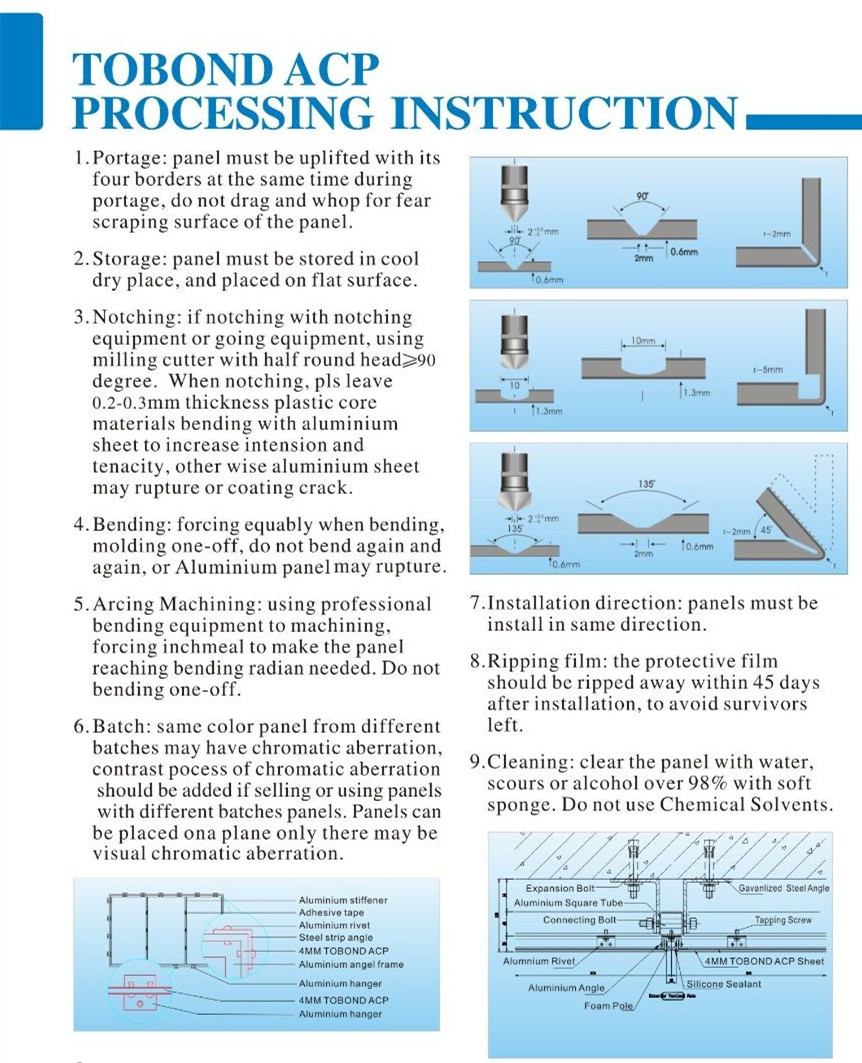 TOBOND ACP
PROCESSING INSTRUCTION
1.Portage: panel must be uplifted with its
four borders at the same time during
portage, do not drag and whop for fear
scraping surface of the panel.
2.Storage: panel must be stored in cool
dry place, and placed on flat surface.
3.Notching: if notching with notching
equipment or going equipment, using
milling cutter with half round head⩾90
degree. When notching, pls leave
0.2-0.3mm thickness plastic core
materials bending with aluminium
sheet to increase intension and
tenacity, other wise aluminium sheet
may rupture or coating crack.
4.Bending: forcing equably when bending,
molding one-off, do not bend again and
again, or Aluminium panel may rupture.
5.Arcing Machining: using professional
bending equipment to machining,
forcing inchmeal to make the panel
reaching bending radian needed. Do not
bending one-off.
6.Batch: same color panel from different
batches may have chromatic aberration,
contrast pocess of chromatic aberration
should be added if selling or using panels
with different batches panels. Panels can
be placed ona plane only there may be
visual chromatic aberration.
Aluminium stiffener
Adhesive tape
Aluminium rivet
Steel strip angle
4MM TOBOND ACP
Aluminium angel frame
Aluminium hanger
4MM TOBOND ACP
Aluminium hanger
90°
2 mm
90°
0.6mm
2mm
0.6mm
r-2mm
r
10mm
10
1.3mm
1.3mm
r-5mm
r
135°
2 mm
135°
0.6mm
2mm
0.6mm
r-2mm
45°
r
7.Installation direction: panels must be
install in same direction.
8.Ripping film: the protective film
should be ripped away within 45 days
after installation, to avoid survivors
left.
9.Cleaning: clear the panel with water,
scours or alcohol over 98% with soft
sponge. Do not use Chemical Solvents.
Expansion Bolt
Gavanlized Steel Angle
Aluminium Square Tube
Connecting Bolt
Tapping Screw
Alumnium Rivet
4MM TOBOND ACP Sheet
Aluminium Angle
Silicone Sealant
Foam Pole